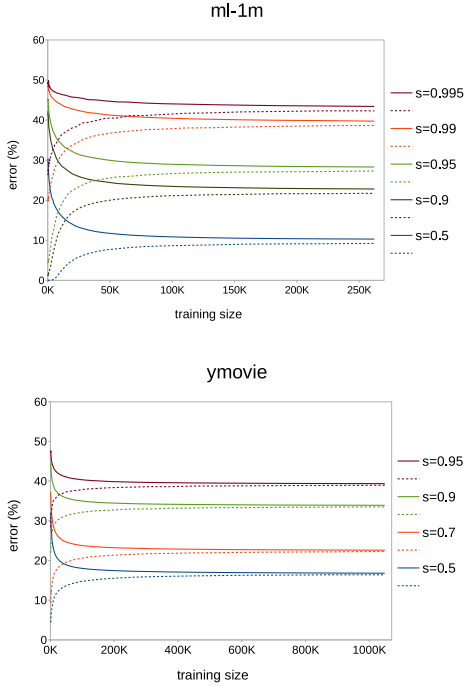 ml-1m
60
50
40
30
20
10
0
error (%)
0K 50K 100K 150K 200K 250K
training size
s=0.995
s=0.99
s=0.95
s=0.9
s=0.5
ymovie
60
50
40
30
20
10
0
error (%)
0K 200K 400K 600K 800K 1000K
training size
s=0.95
s=0.9
s=0.7
s=0.5